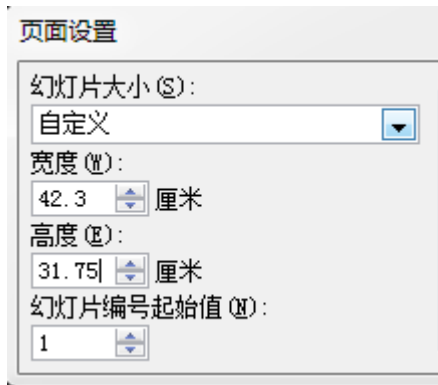 页面设置
幻灯片大小(S):
自定义
宽度(W):
42.3 厘米
高度(E):
31.75 厘米
幻灯片编号起始值(N):
1